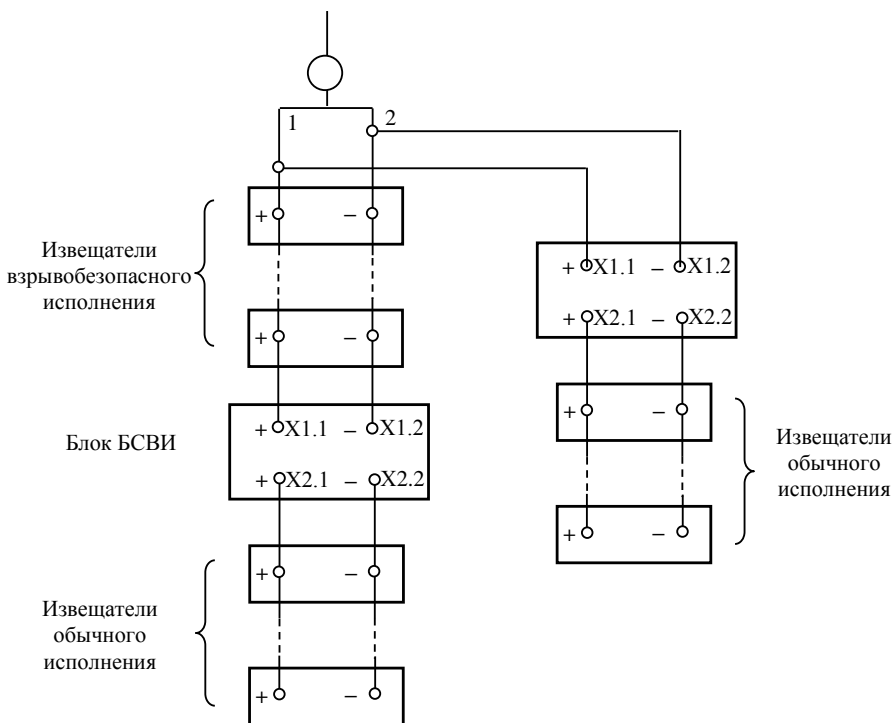 1
2
+ –
Извещатели
взрывобезопасного
исполнения
+ –
+ X1.1 – X1.2
+ X2.1 – X2.2
+ –
Блок БСВИ
+ X1.1 – X1.2
+ X2.1 – X2.2
Извещатели
обычного
исполнения
+ –
+ –
Извещатели
обычного
исполнения
+ –